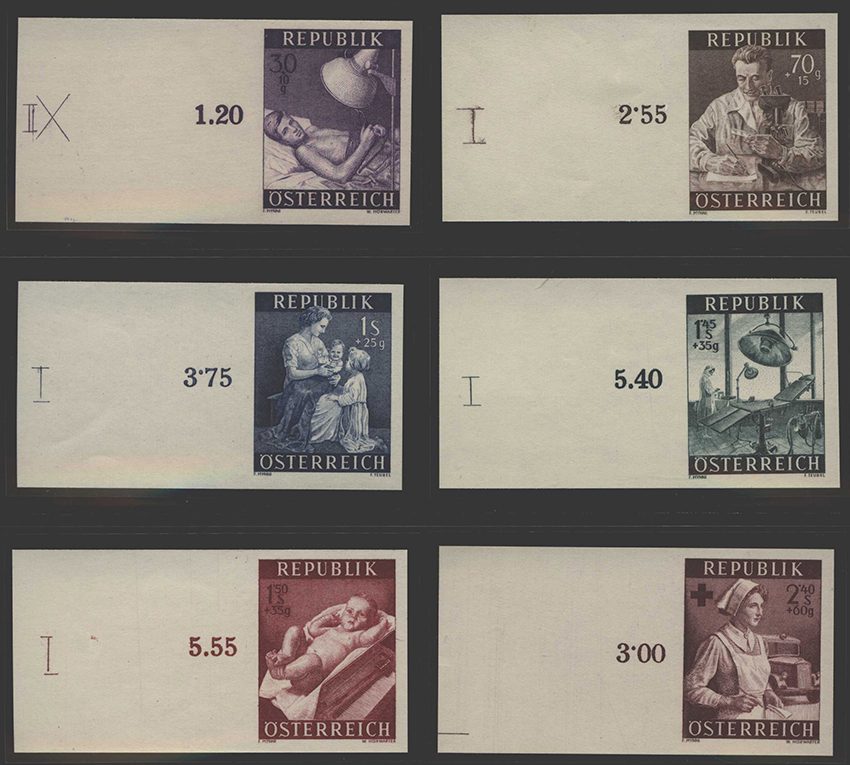 REPUBLIK
30
10
g
IIX
1.20
ÖSTERREICH
REPUBLIK
+70g
15
I
2·55
ÖSTERREICH
REPUBLIK
1S
+25g
I
3·75
ÖSTERREICH
REPUBLIK
1·45
S
+35g
I
5.40
ÖSTERREICH
REPUBLIK
1·50
S
+35g
I
5.55
ÖSTERREICH
REPUBLIK
2·40
S
+60g
3·00
ÖSTERREICH